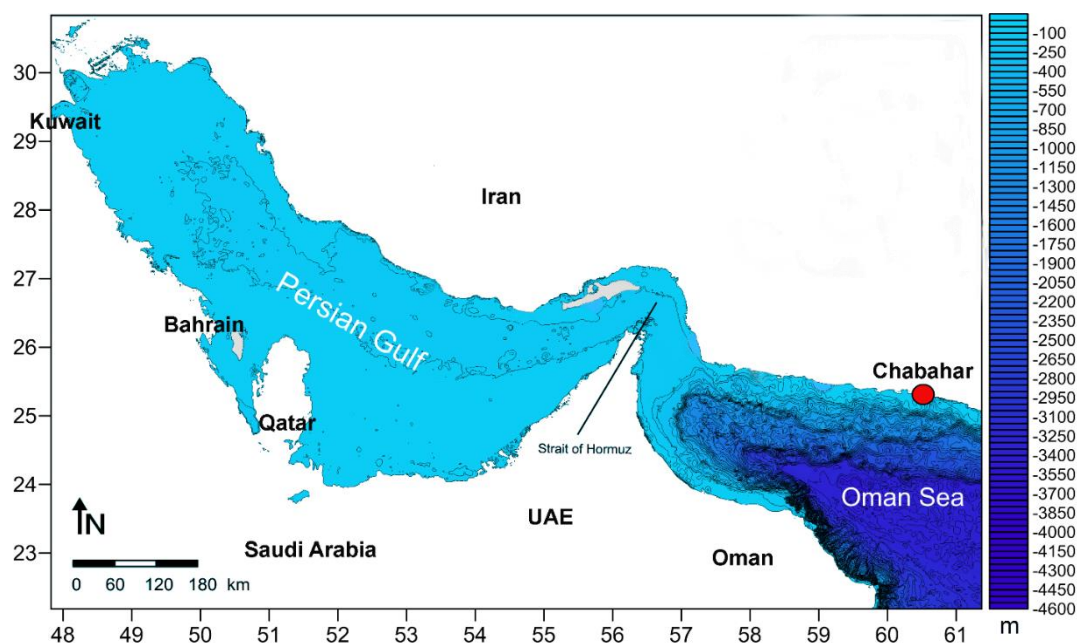 30
29
28
27
26
25
24
23
Kuwait
Iran
Persian Gulf
Bahrain
Qatar
Strait of Hormuz
Chabahar
Oman Sea
UAE
Saudi Arabia
Oman
N
0 60 120 180 km
48 49 50 51 52 53 54 55 56 57 58 59 60 61
-100
-250
-400
-550
-700
-850
-1000
-1150
-1300
-1450
-1600
-1750
-1900
-2050
-2200
-2350
-2500
-2650
-2800
-2950
-3100
-3250
-3400
-3550
-3700
-3850
-4000
-4150
-4300
-4450
-4600
m